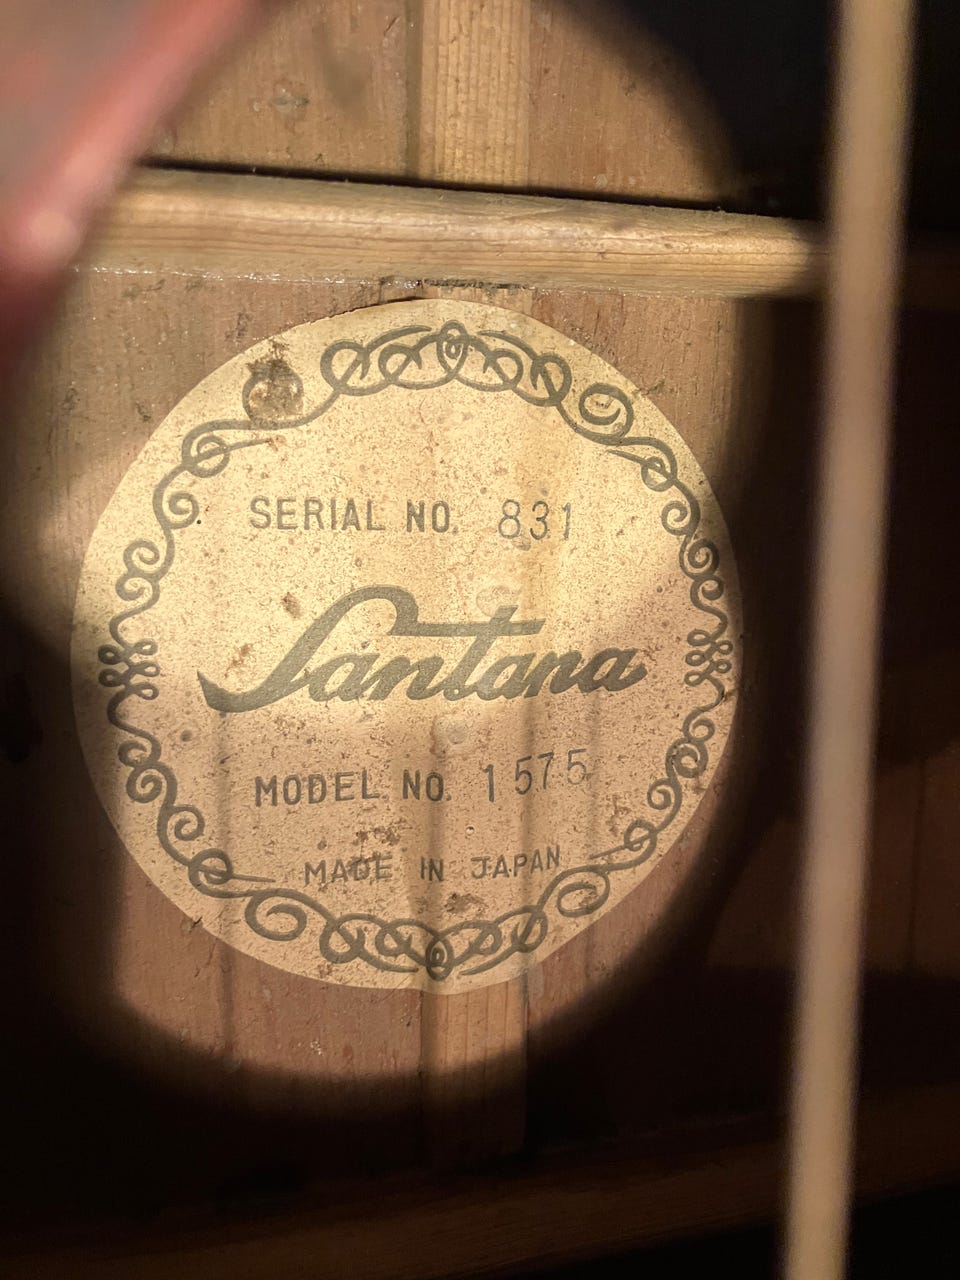 SERIAL NO. 831
Santana
MODEL NO. 1575
MADE IN JAPAN